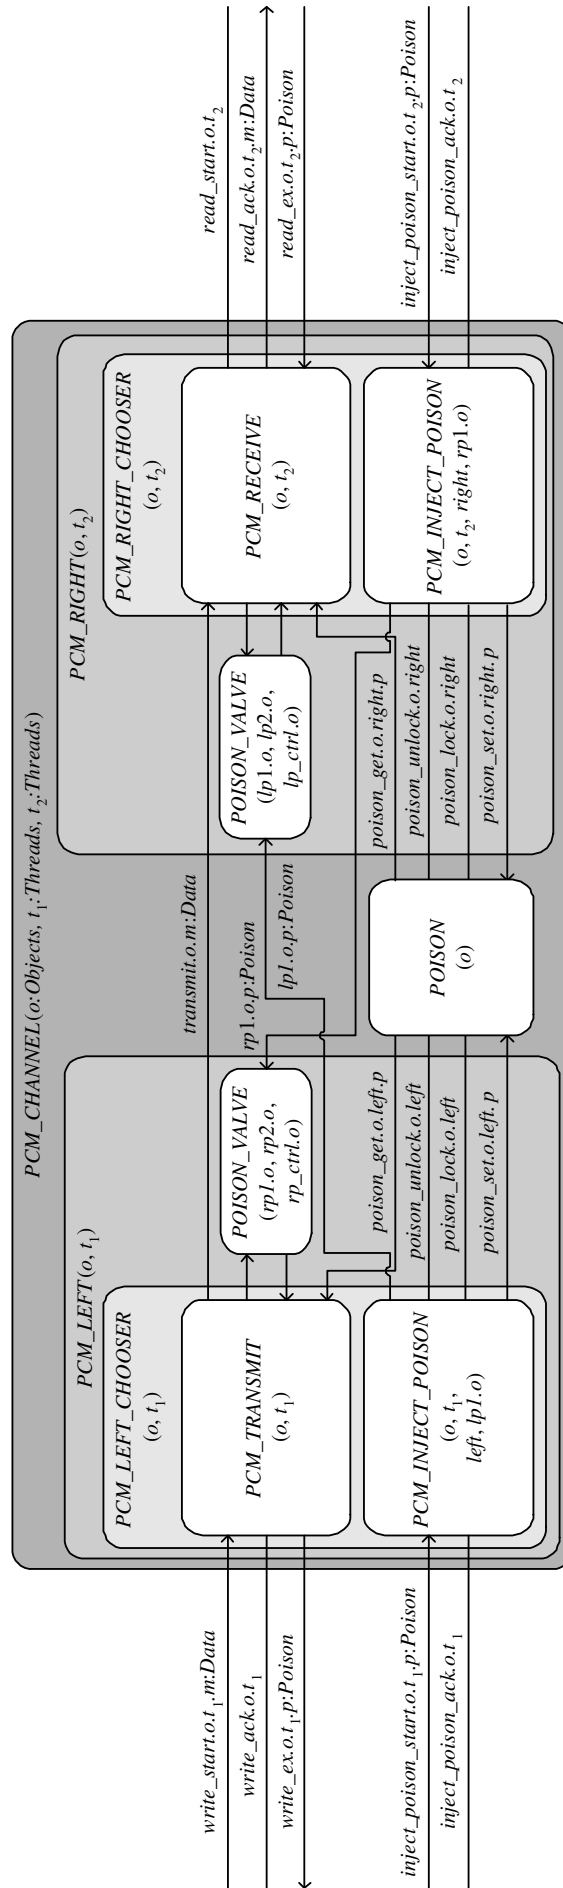 PCM_CHANNEL(o:Objects, t1:Threads, t2:Threads)
PCM_LEFT(o, t1)
PCM_LEFT_CHOOSER
(o, t1)
PCM_TRANSMIT
(o, t1)
PCM_INJECT_POISON
(o, t1,
left, lp1.o)
write_start.o.t1.m:Data
write_ack.o.t1
write_ex.o.t1.p:Poison
inject_poison_start.o.t1.p:Poison
inject_poison_ack.o.t1
POISON_VALVE
(rp1.o, rp2.o,
rp_ctrl.o)
poison_get.o.left.p
poison_unlock.o.left
poison_lock.o.left
poison_set.o.left.p
transmit.o.m:Data
rp1.o.p:Poison
lp1.o.p:Poison
POISON
(o)
PCM_RIGHT(o, t2)
POISON_VALVE
(lp1.o, lp2.o,
lp_ctrl.o)
poison_get.o.right.p
poison_unlock.o.right
poison_lock.o.right
poison_set.o.right.p
PCM_RIGHT_CHOOSER
(o, t2)
PCM_RECEIVE
(o, t2)
PCM_INJECT_POISON
(o, t2, right, rp1.o)
read_start.o.t2
read_ack.o.t2.m:Data
read_ex.o.t2.p:Poison
inject_poison_start.o.t2.p:Poison
inject_poison_ack.o.t2